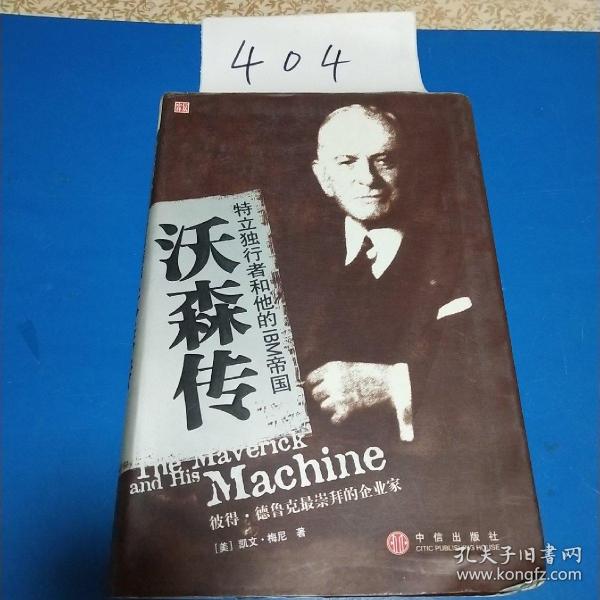 404
沃森传
特立独行者和他的IBM帝国
The Maverick
and His Machine
彼得·德鲁克最崇拜的企业家
[美] 凯文·梅尼 著
中信出版社
CITIC PUBLISHING HOUSE
孔夫子旧书网
www.kongfz.com